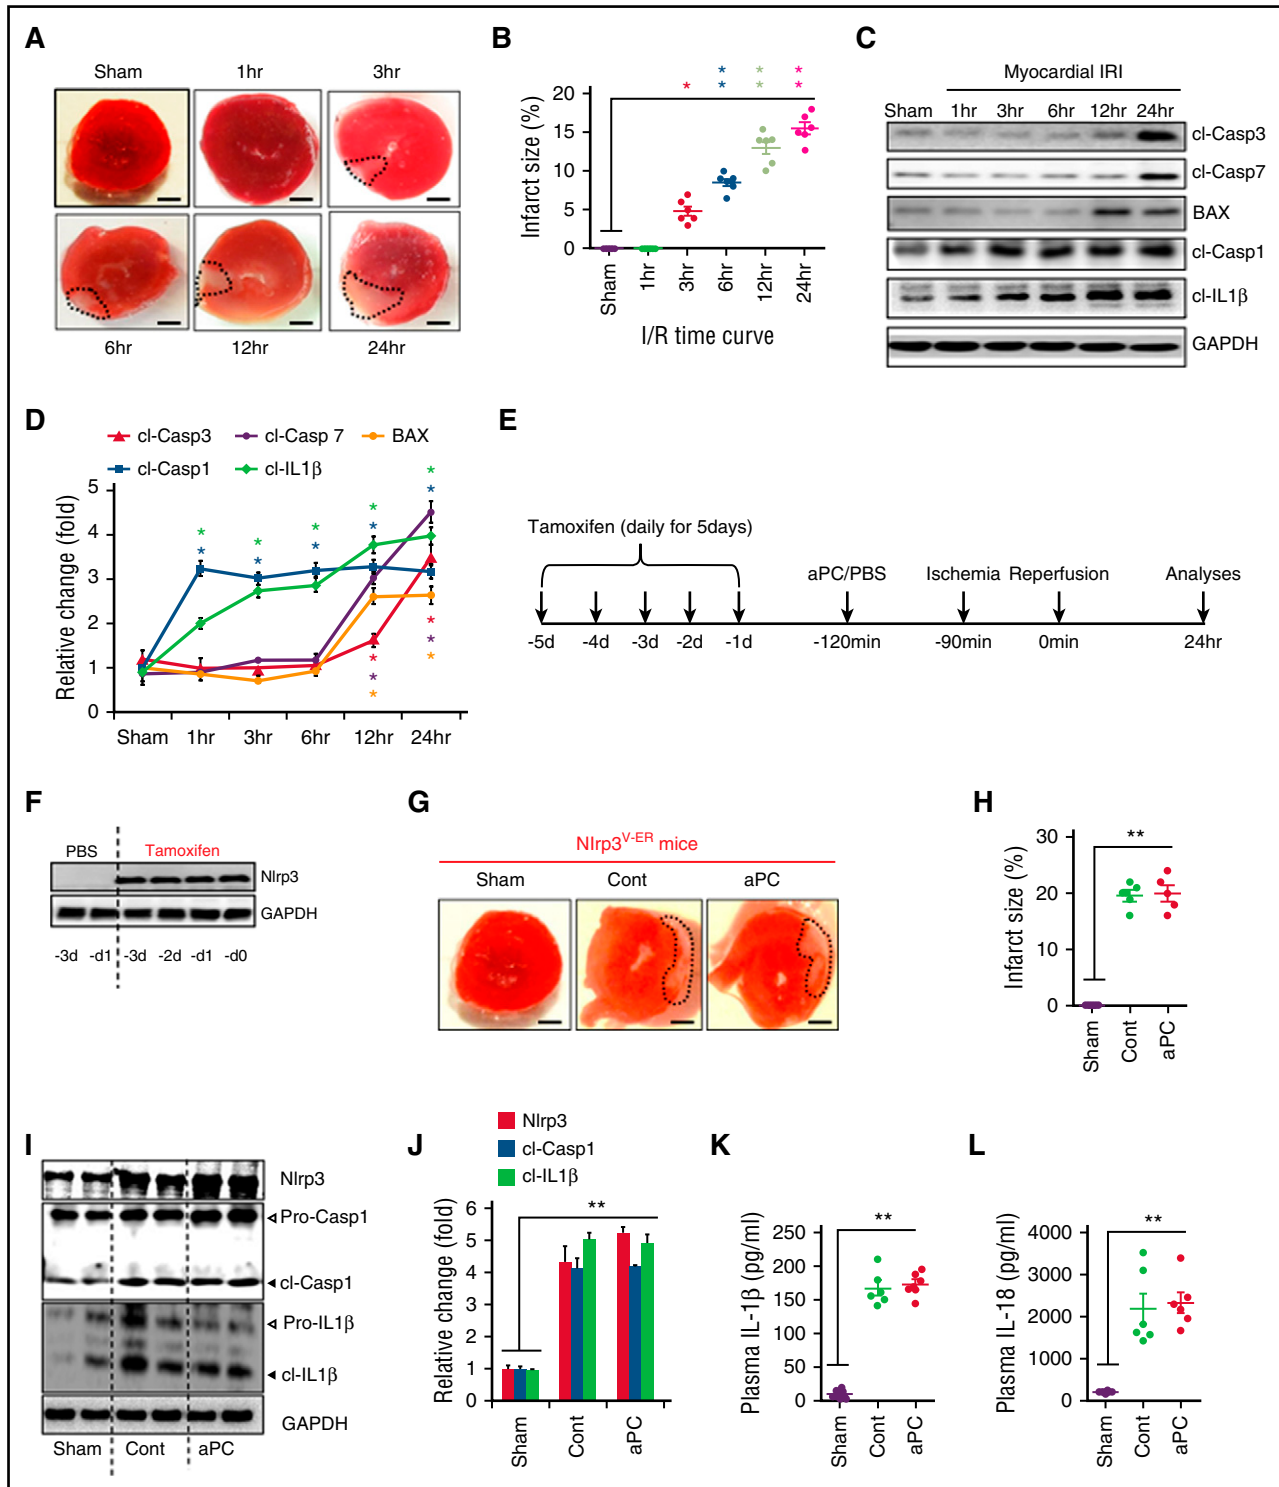 A
Sham 1hr 3hr
6hr 12hr 24hr
B
Infarct size (%)
20
15
10
5
0
*
* *
* *
* *
Sham 1hr 3hr 6hr 12hr 24hr
I/R time curve
C
Myocardial IRI
Sham 1hr 3hr 6hr 12hr 24hr
cl-Casp3
cl-Casp7
BAX
cl-Casp1
cl-IL1β
GAPDH
D
cl-Casp3 cl-Casp 7 BAX
cl-Casp1 cl-IL1β
Relative change (fold)
5
4
3
2
1
0
* * * * *
* * * * *
* *
* *
* *
Sham 1hr 3hr 6hr 12hr 24hr
E
Tamoxifen (daily for 5days)
aPC/PBS Ischemia Reperfusion Analyses
-5d -4d -3d -2d -1d -120min -90min 0min 24hr
F
PBS Tamoxifen
Nlrp3
GAPDH
-3d -d1 -3d -2d -d1 -d0
G
Nlrp3V-ER mice
Sham Cont aPC
H
Infarct size (%)
30
20
10
0
**
Sham Cont aPC
I
Nlrp3
Pro-Casp1
cl-Casp1
Pro-IL1β
cl-IL1β
GAPDH
Sham Cont aPC
J
Nlrp3
cl-Casp1
cl-IL1β
Relative change (fold)
6
5
4
3
2
1
0
**
Sham Cont aPC
K
Plasma IL-1β (pg/ml)
250
200
150
100
50
0
**
Sham Cont aPC
L
Plasma IL-18 (pg/ml)
4000
3000
2000
1000
0
**
Sham Cont aPC